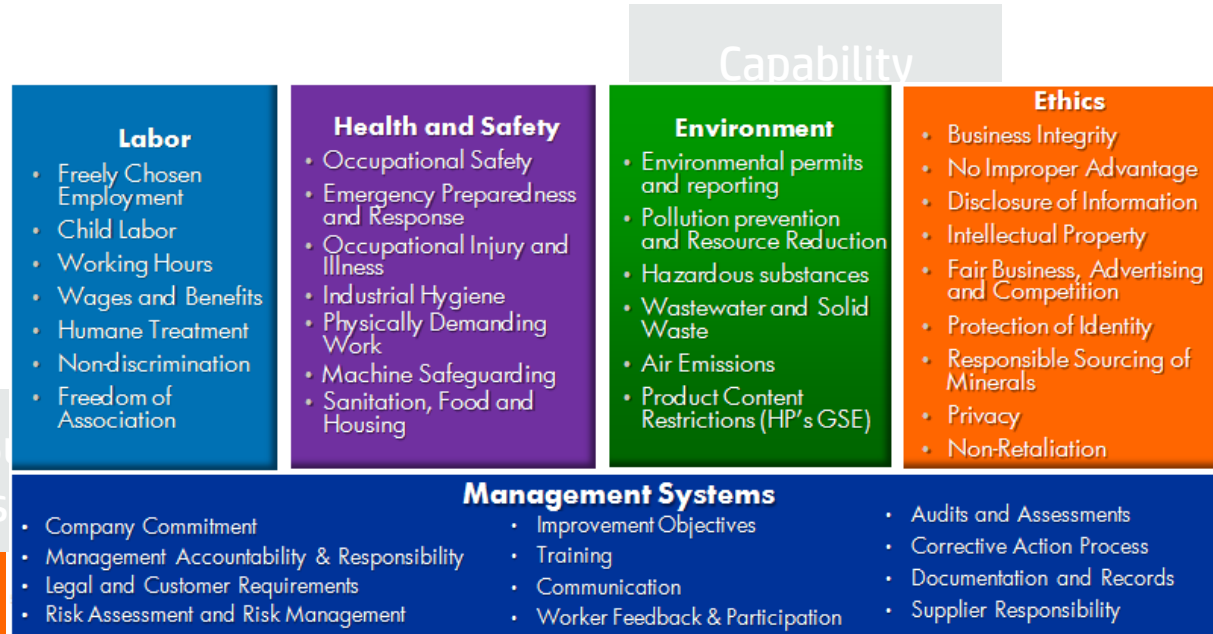 Capability
Labor
• Freely Chosen
Employment
• Child Labor
• Working Hours
• Wages and Benefits
• Humane Treatment
• Non-discrimination
• Freedom of
Association
Health and Safety
• Occupational Safety
• Emergency Preparedness
and Response
• Occupational Injury and
Illness
• Industrial Hygiene
• Physically Demanding
Work
• Machine Safeguarding
• Sanitation, Food and
Housing
Environment
• Environmental permits
and reporting
• Pollution prevention
and Resource Reduction
• Hazardous substances
• Wastewater and Solid
Waste
• Air Emissions
• Product Content
Restrictions (HP's GSE)
Ethics
• Business Integrity
• No Improper Advantage
• Disclosure of Information
• Intellectual Property
• Fair Business, Advertising
and Competition
• Protection of Identity
• Responsible Sourcing of
Minerals
• Privacy
• Non-Retaliation
Management Systems
• Company Commitment
• Management Accountability & Responsibility
• Legal and Customer Requirements
• Risk Assessment and Risk Management
• Improvement Objectives
• Training
• Communication
• Worker Feedback & Participation
• Audits and Assessments
• Corrective Action Process
• Documentation and Records
• Supplier Responsibility